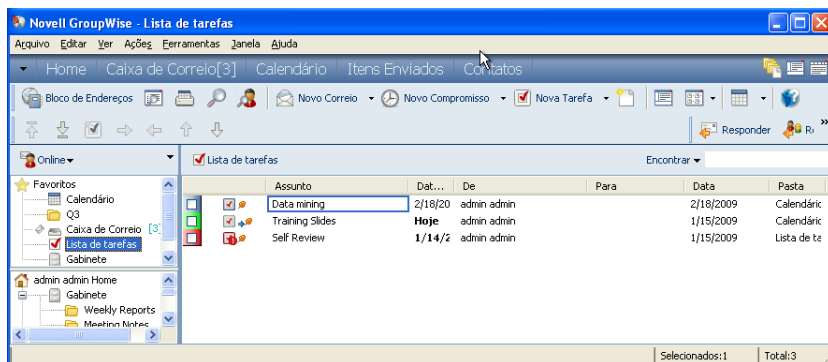 Novell GroupWise - Lista de tarefas
Arquivo Editar Ver Ações Ferramentas Janela Ajuda
Home Caixa de Correio[3] Calendário Itens Enviados Contatos
Bloco de Endereços Novo Correio Novo Compromisso Nova Tarefa
Responder
Online Lista de tarefas Encontrar
Favoritos
Calendário
Q3
Caixa de Correio [3]
Lista de tarefas
Gabinete
admin admin Home
Gabinete
Weekly Reports
Meeting Notes
Assunto Dat... De Para Data Pasta
Data mining 2/18/20 admin admin 2/18/2009 Calendáric
Training Slides Hoje admin admin 1/15/2009 Calendáric
Self Review 1/14/2 admin admin 1/15/2009 Lista de ta
Selecionados:1 Total:3